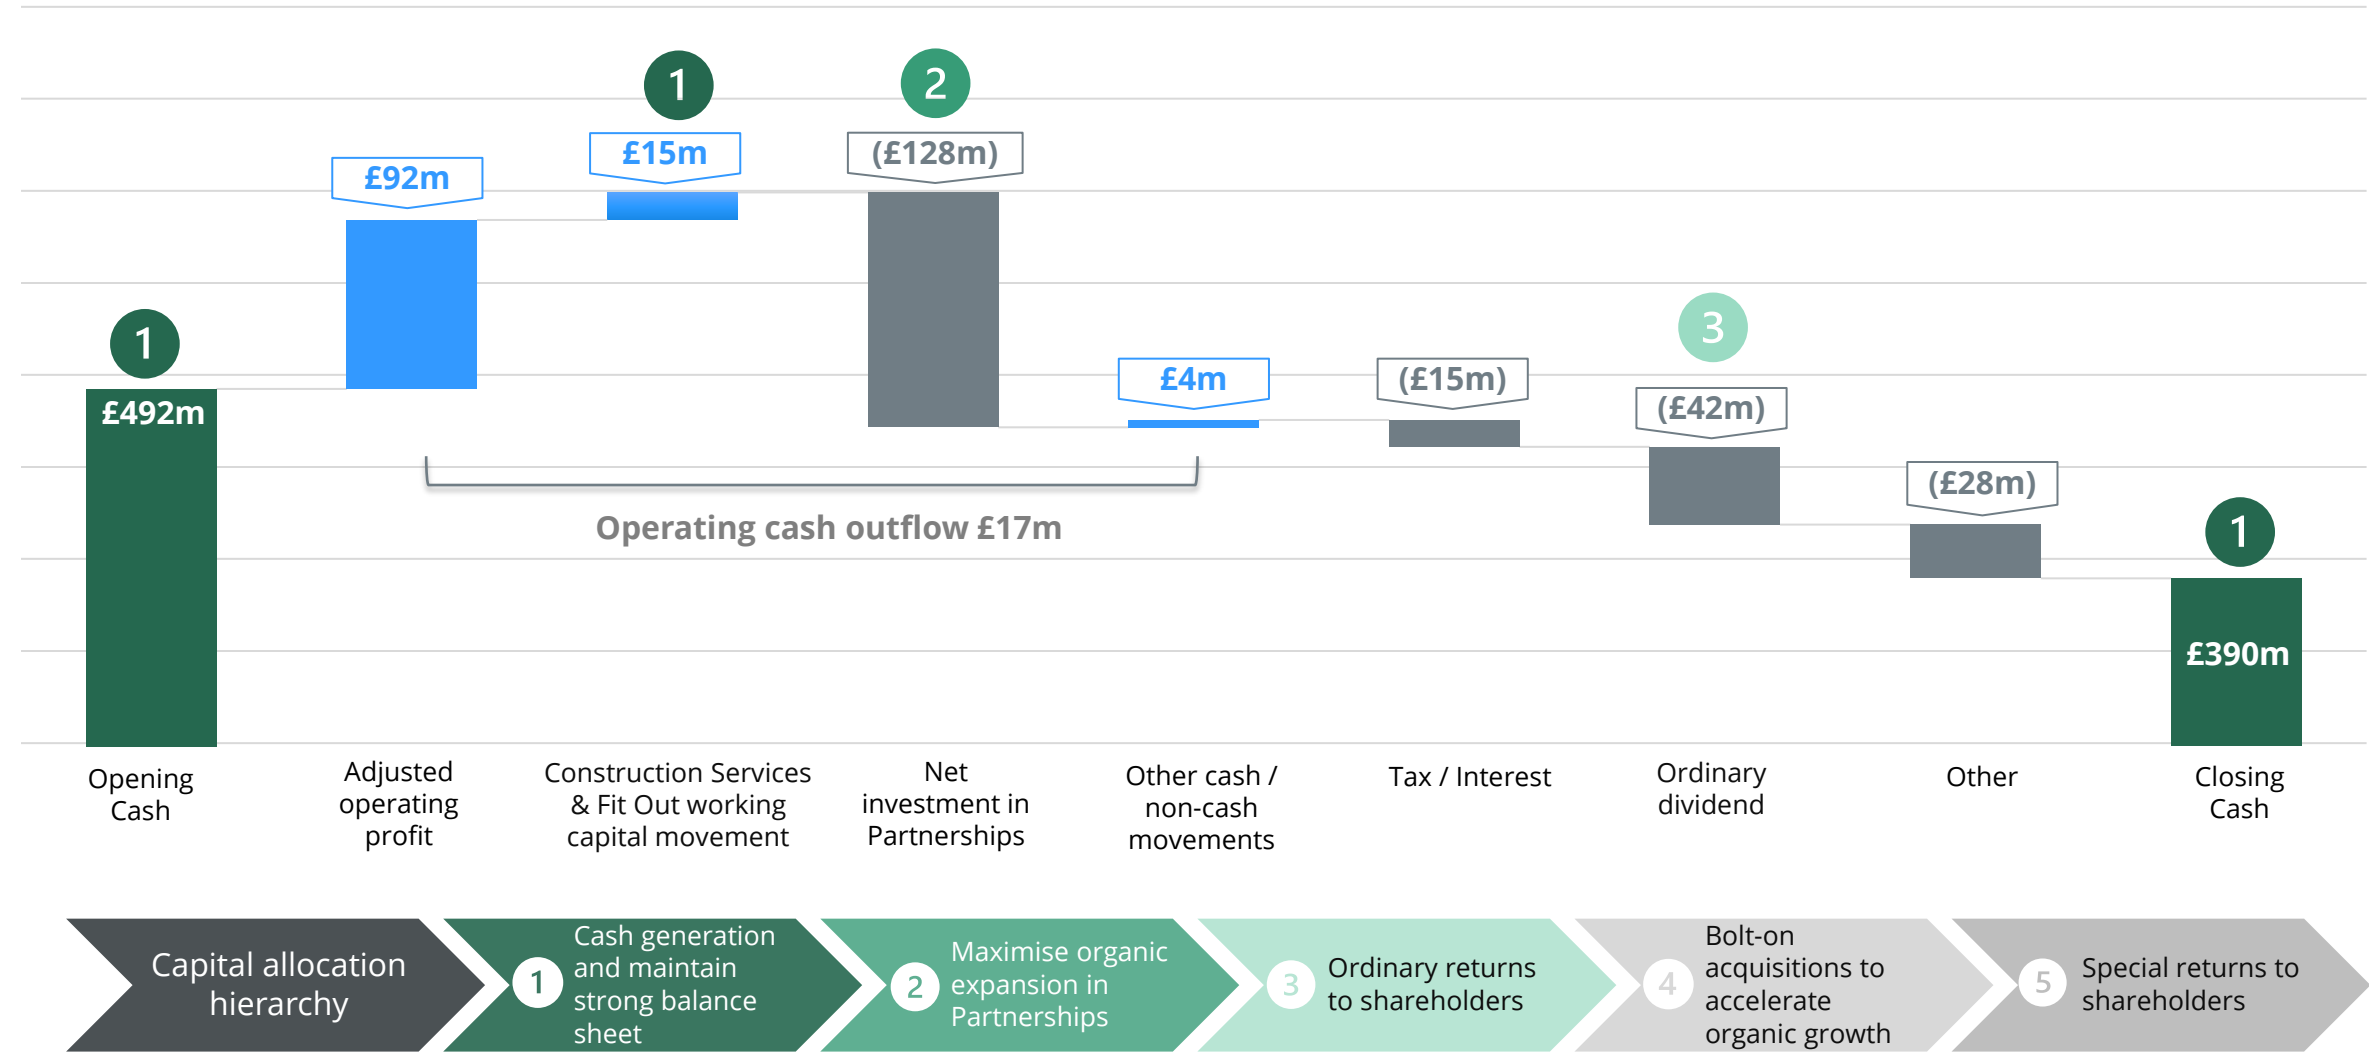 1
2
£15m
(£128m)
£92m
1
3
£492m
£4m
(£15m)
(£42m)
(£28m)
Operating cash outflow £17m
1
£390m
Opening
Cash
Adjusted
operating
profit
Construction Services
& Fit Out working
capital movement
Net
investment in
Partnerships
Other cash /
non-cash
movements
Tax / Interest
Ordinary
dividend
Other
Closing
Cash
Capital allocation
hierarchy
1
Cash generation
and maintain
strong balance
sheet
2
Maximise organic
expansion in
Partnerships
3
Ordinary returns
to shareholders
4
Bolt-on
acquisitions to
accelerate
organic growth
5
Special returns to
shareholders